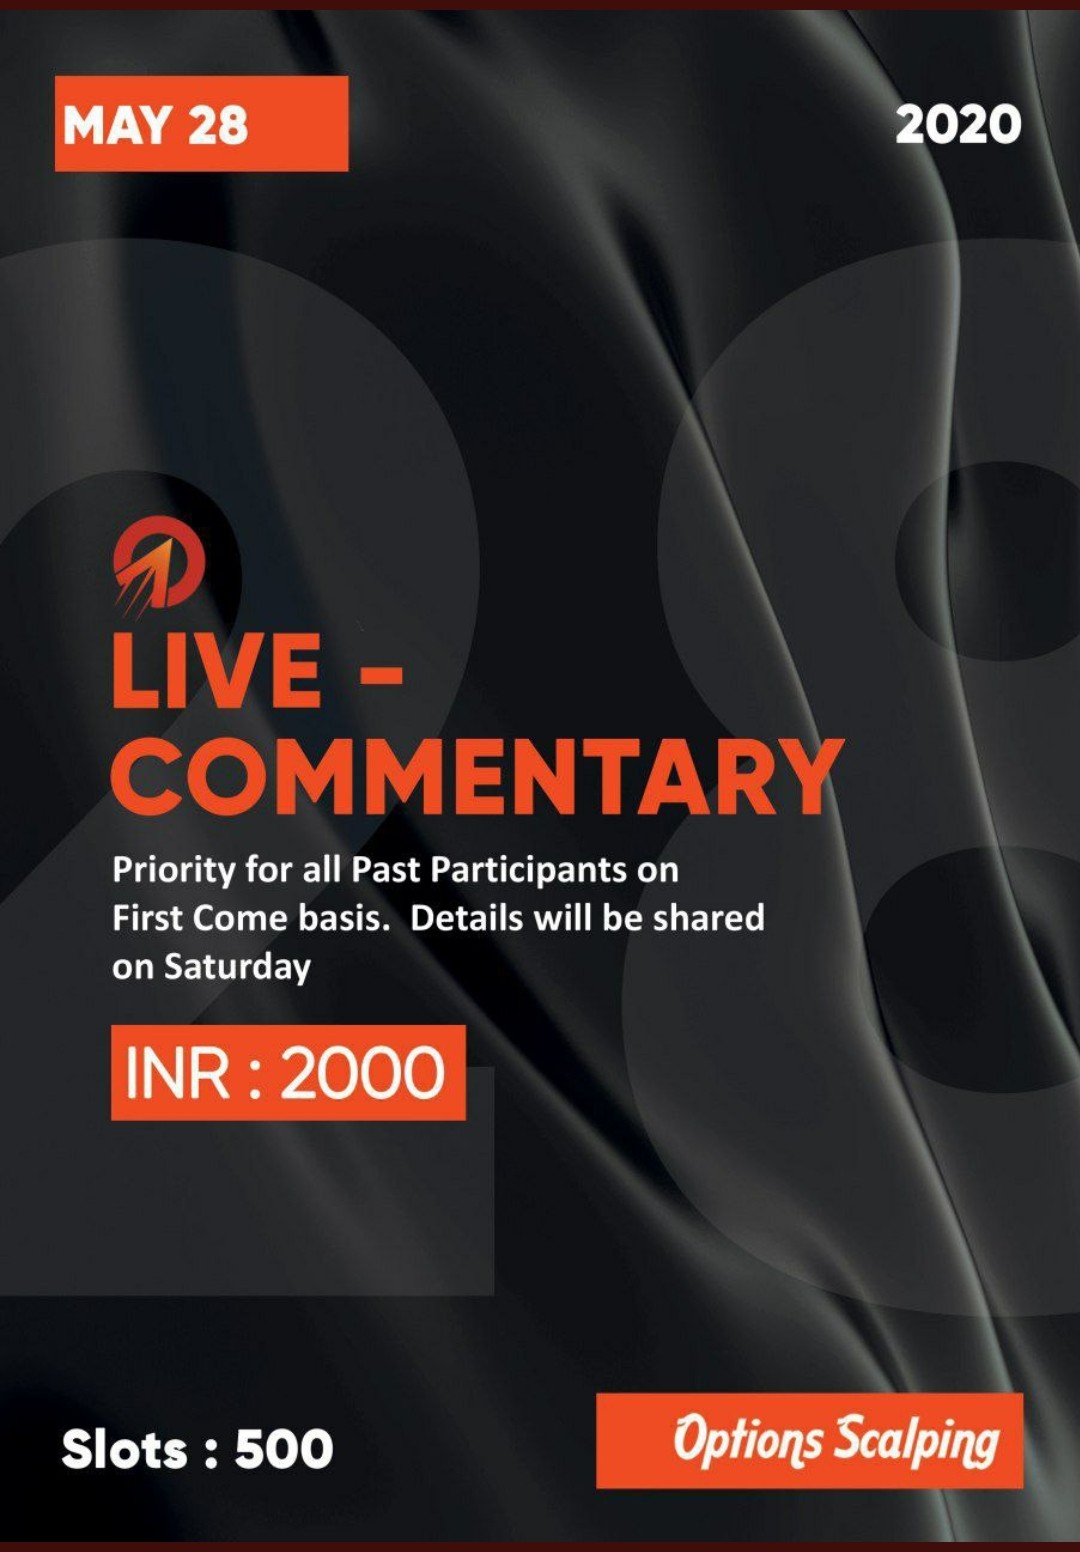 MAY 28
2020
LIVE -
COMMENTARY
Priority for all Past Participants on
First Come basis.  Details will be shared
on Saturday
INR : 2000
Slots : 500
Options Scalping